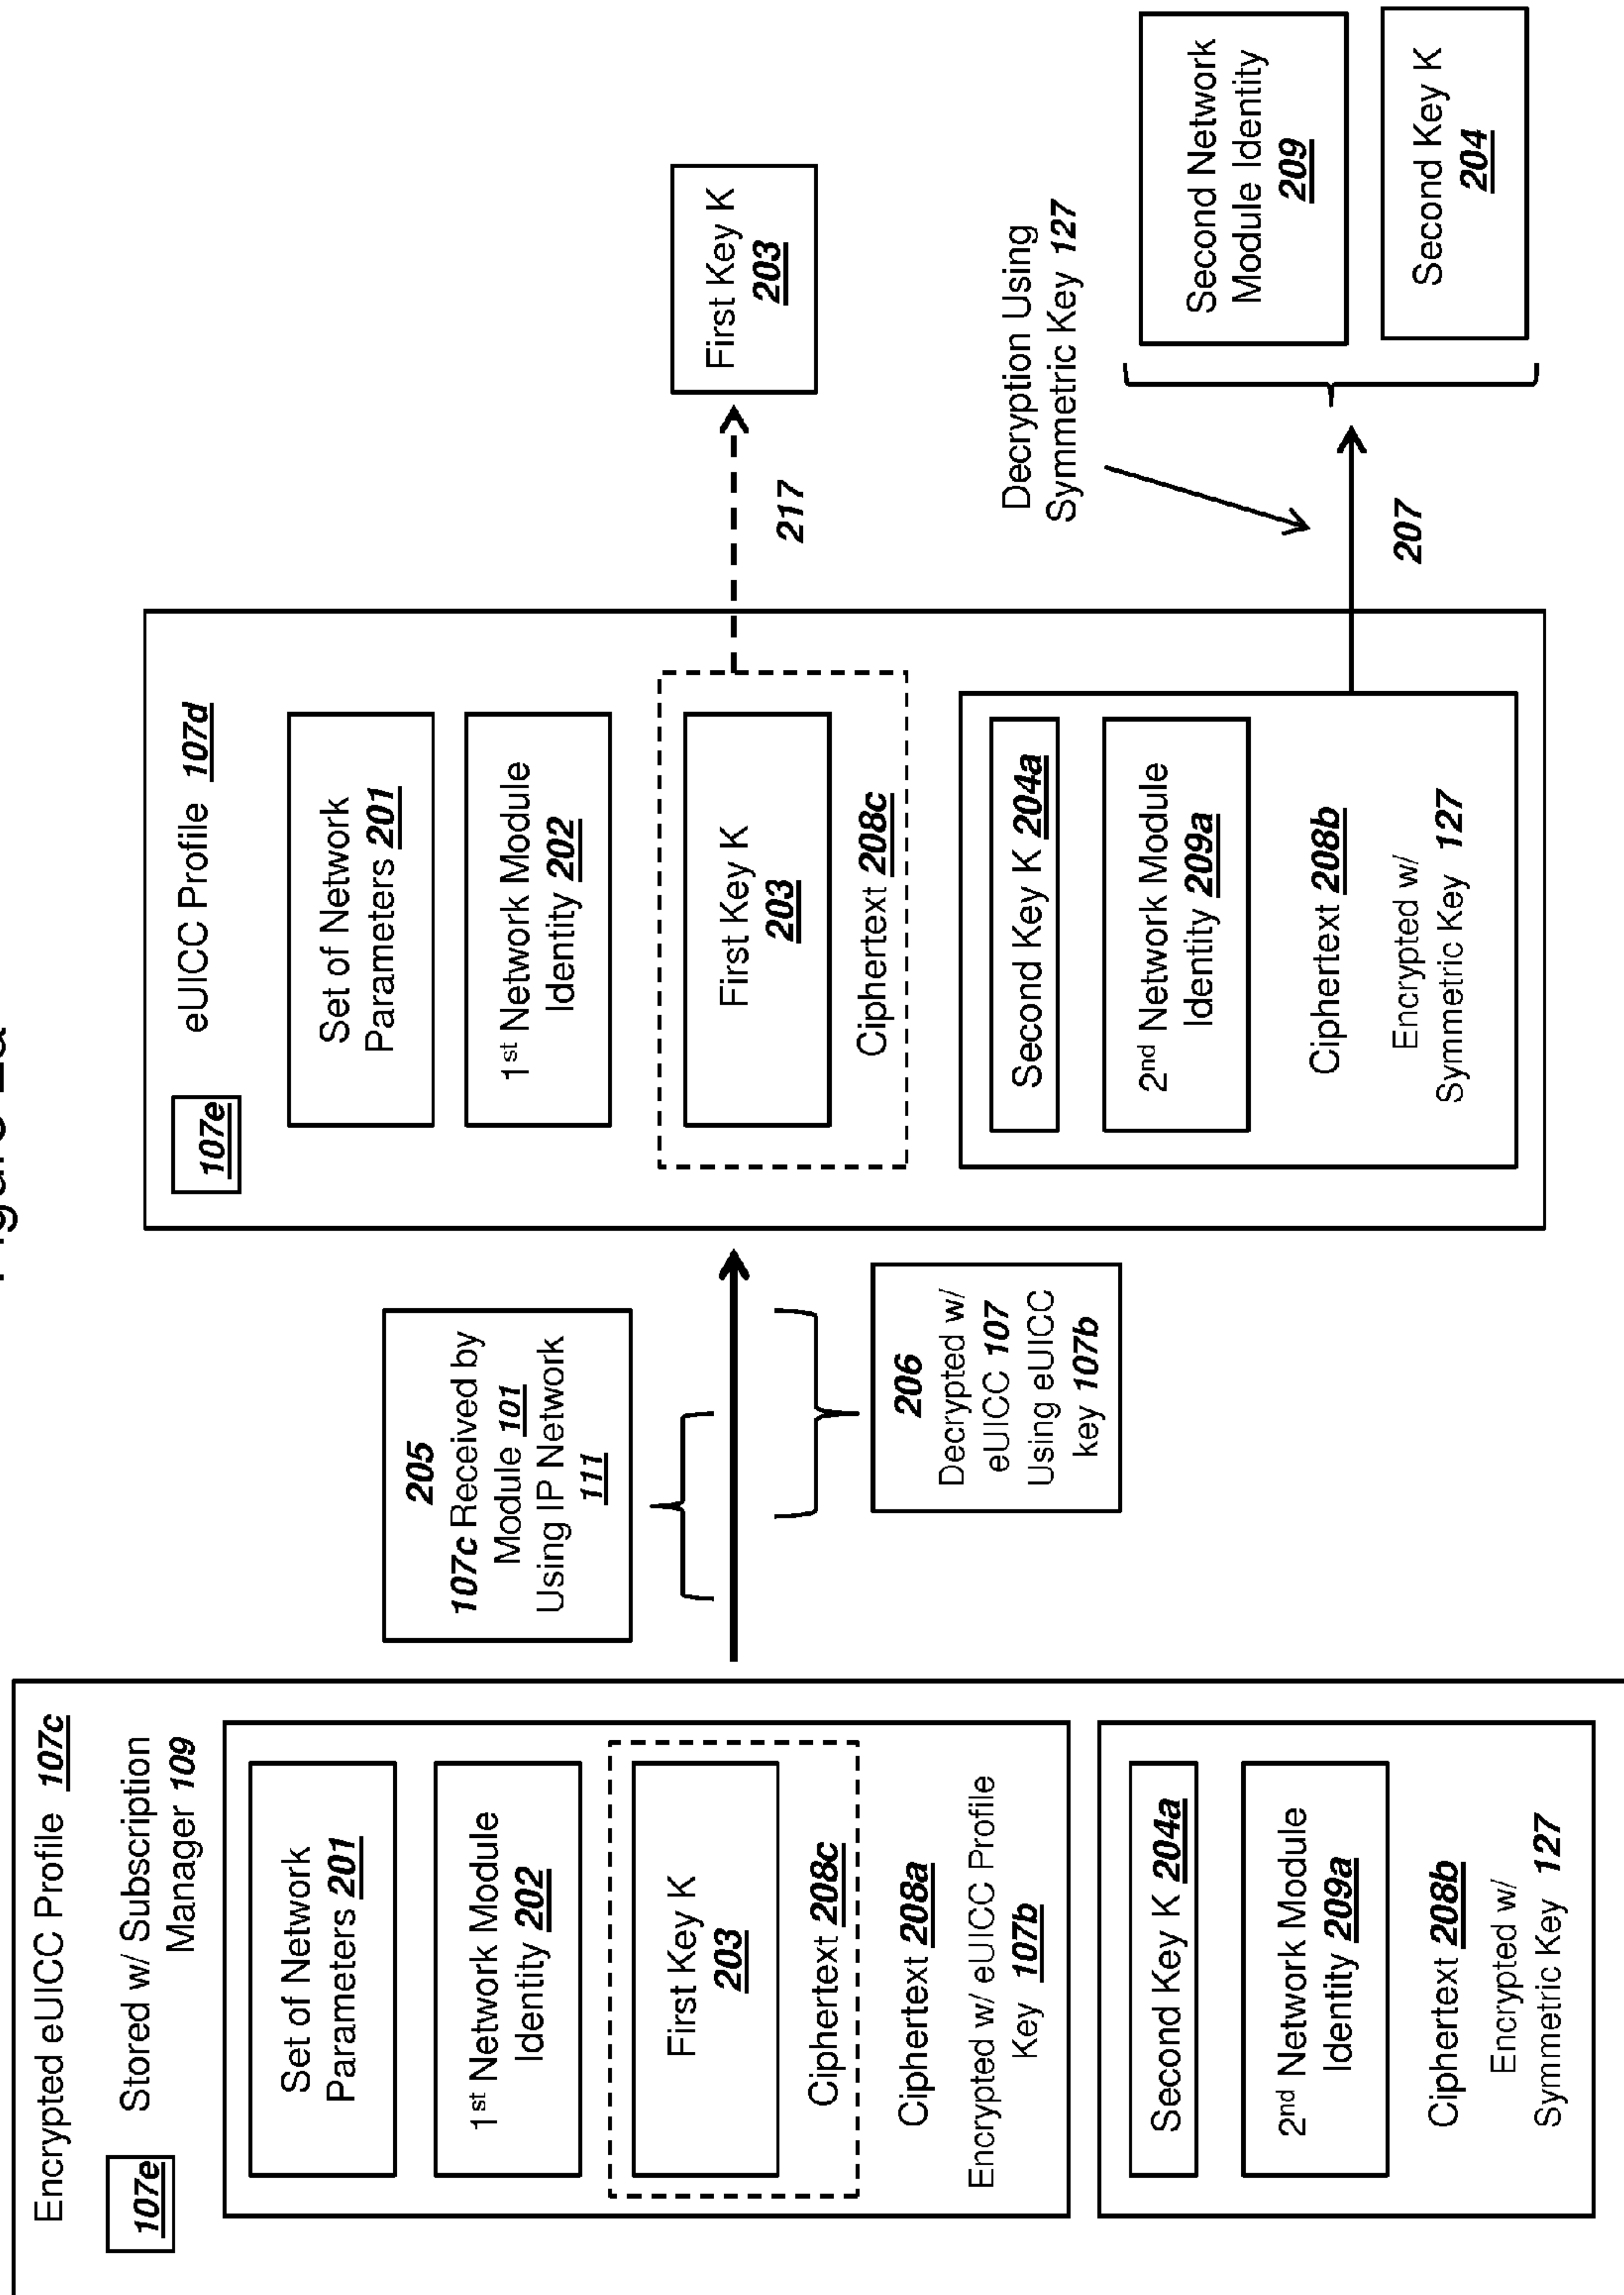 Figure 2a
Encrypted eUICC Profile 107c
107e
Stored w/ Subscription
Manager 109
Set of Network
Parameters 201
1st Network Module
Identity 202
First Key K
203
Ciphertext 208c
Ciphertext 208a
Encrypted w/ eUICC Profile
Key 107b
Second Key K 204a
2nd Network Module
Identity 209a
Ciphertext 208b
Encrypted w/
Symmetric Key 127
205
107c Received by
Module 101
Using IP Network
111
206
Decrypted w/
eUICC 107
Using eUICC
key 107b
107e
eUICC Profile 107d
Set of Network
Parameters 201
1st Network Module
Identity 202
First Key K
203
Ciphertext 208c
Second Key K 204a
2nd Network Module
Identity 209a
Ciphertext 208b
Encrypted w/
Symmetric Key 127
217
First Key K
203
Decryption Using
Symmetric Key 127
207
Second Network
Module Identity
209
Second Key K
204